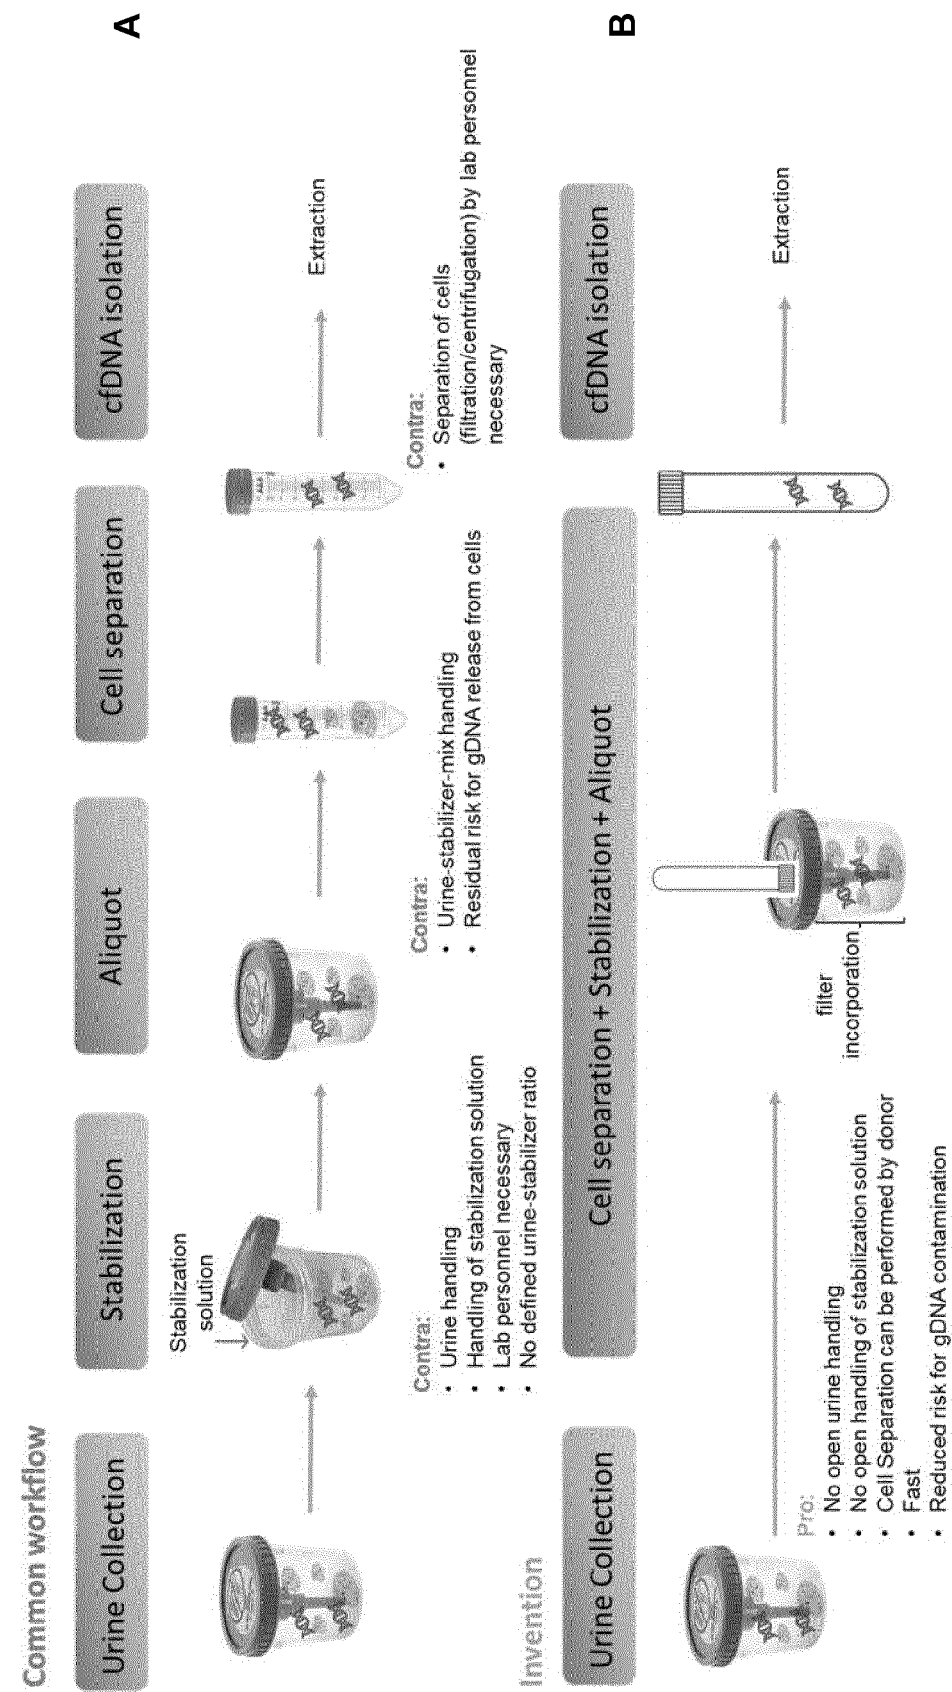 Common workflow
A
Urine Collection
Stabilization
Aliquot
Cell separation
cfDNA isolation
Stabilization
solution
Extraction
Contra:
• Urine handling
• Handling of stabilization solution
• Lab personnel necessary
• No defined urine-stabilizer ratio
Contra:
• Urine-stabilizer-mix handling
• Residual risk for gDNA release from cells
Contra:
• Separation of cells
(filtration/centrifugation) by lab personnel
necessary
Invention
B
Urine Collection
Cell separation + Stabilization + Aliquot
cfDNA isolation
filter
incorporation
Extraction
Pro:
• No open urine handling
• No open handling of stabilization solution
• Cell Separation can be performed by donor
• Fast
• Reduced risk for gDNA contamination